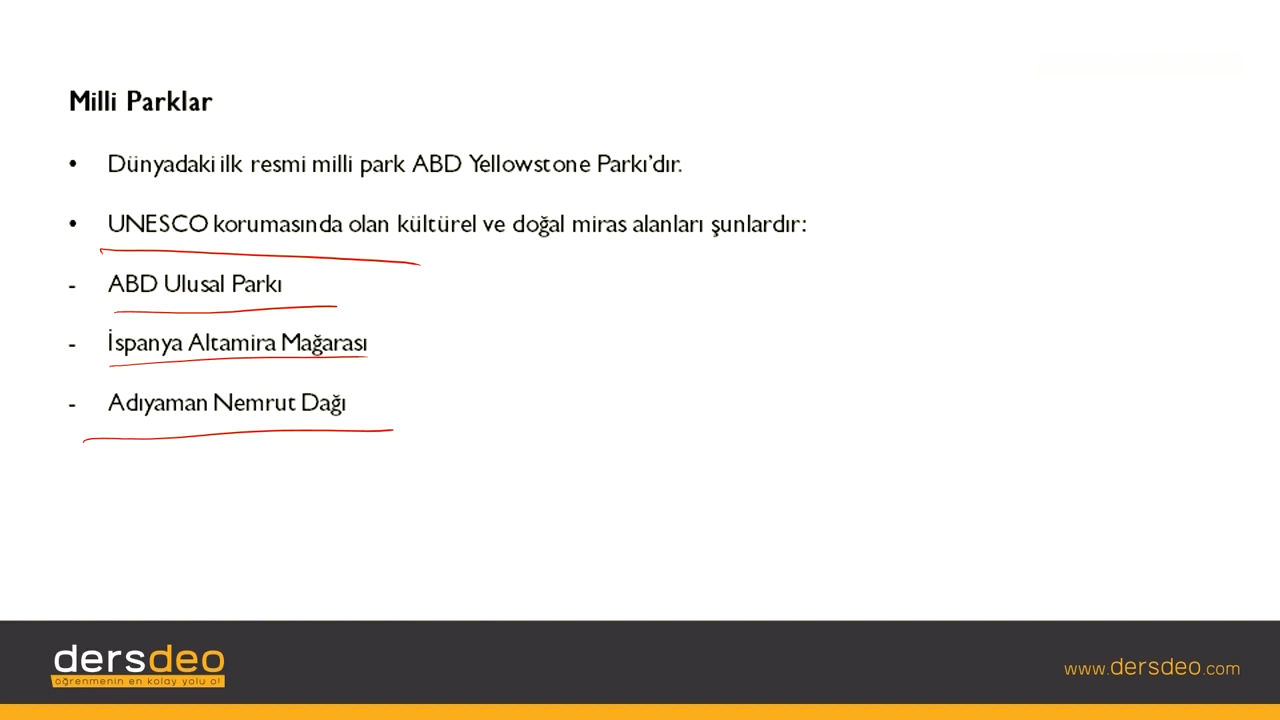 Milli Parklar
• Dünyadaki ilk resmi milli park ABD Yellowstone Parkı'dır.
• UNESCO korumasında olan kültürel ve doğal miras alanları şunlardır:
- ABD Ulusal Parkı
- İspanya Altamira Mağarası
- Adıyaman Nemrut Dağı
dersdeo
öğrenmenin en kolay yolu o!
www.dersdeo.com